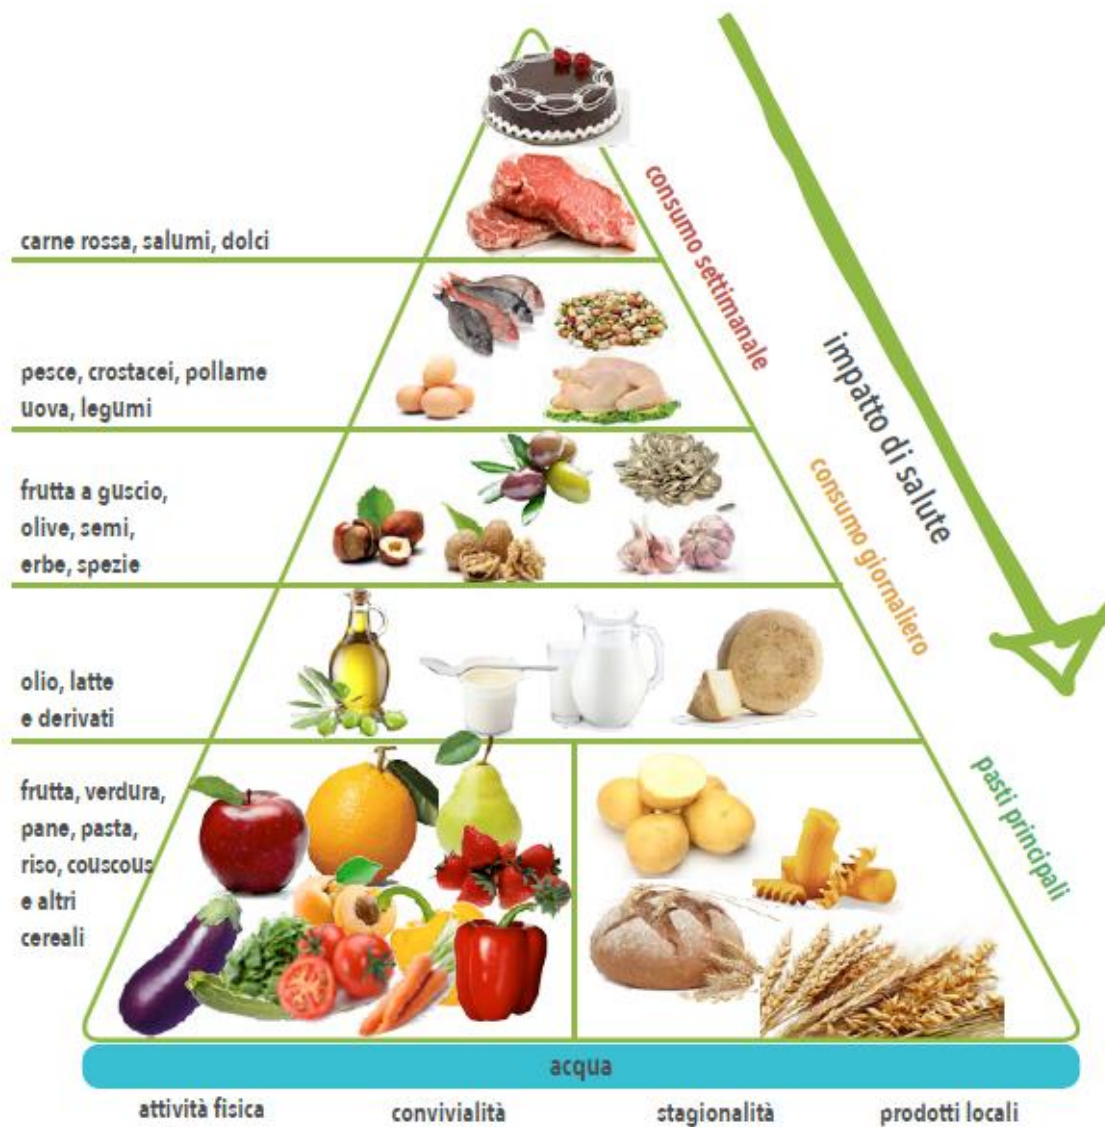 carne rossa, salumi, dolci
consumo settimanale
pesce, crostacei, pollame
uova, legumi
impatto di salute
frutta a guscio,
olive, semi,
erbe, spezie
consumo giornaliero
olio, latte
e derivati
frutta, verdura,
pane, pasta,
riso, couscous
e altri
cereali
pasti principali
acqua
attività fisica
convivialità
stagionalità
prodotti locali